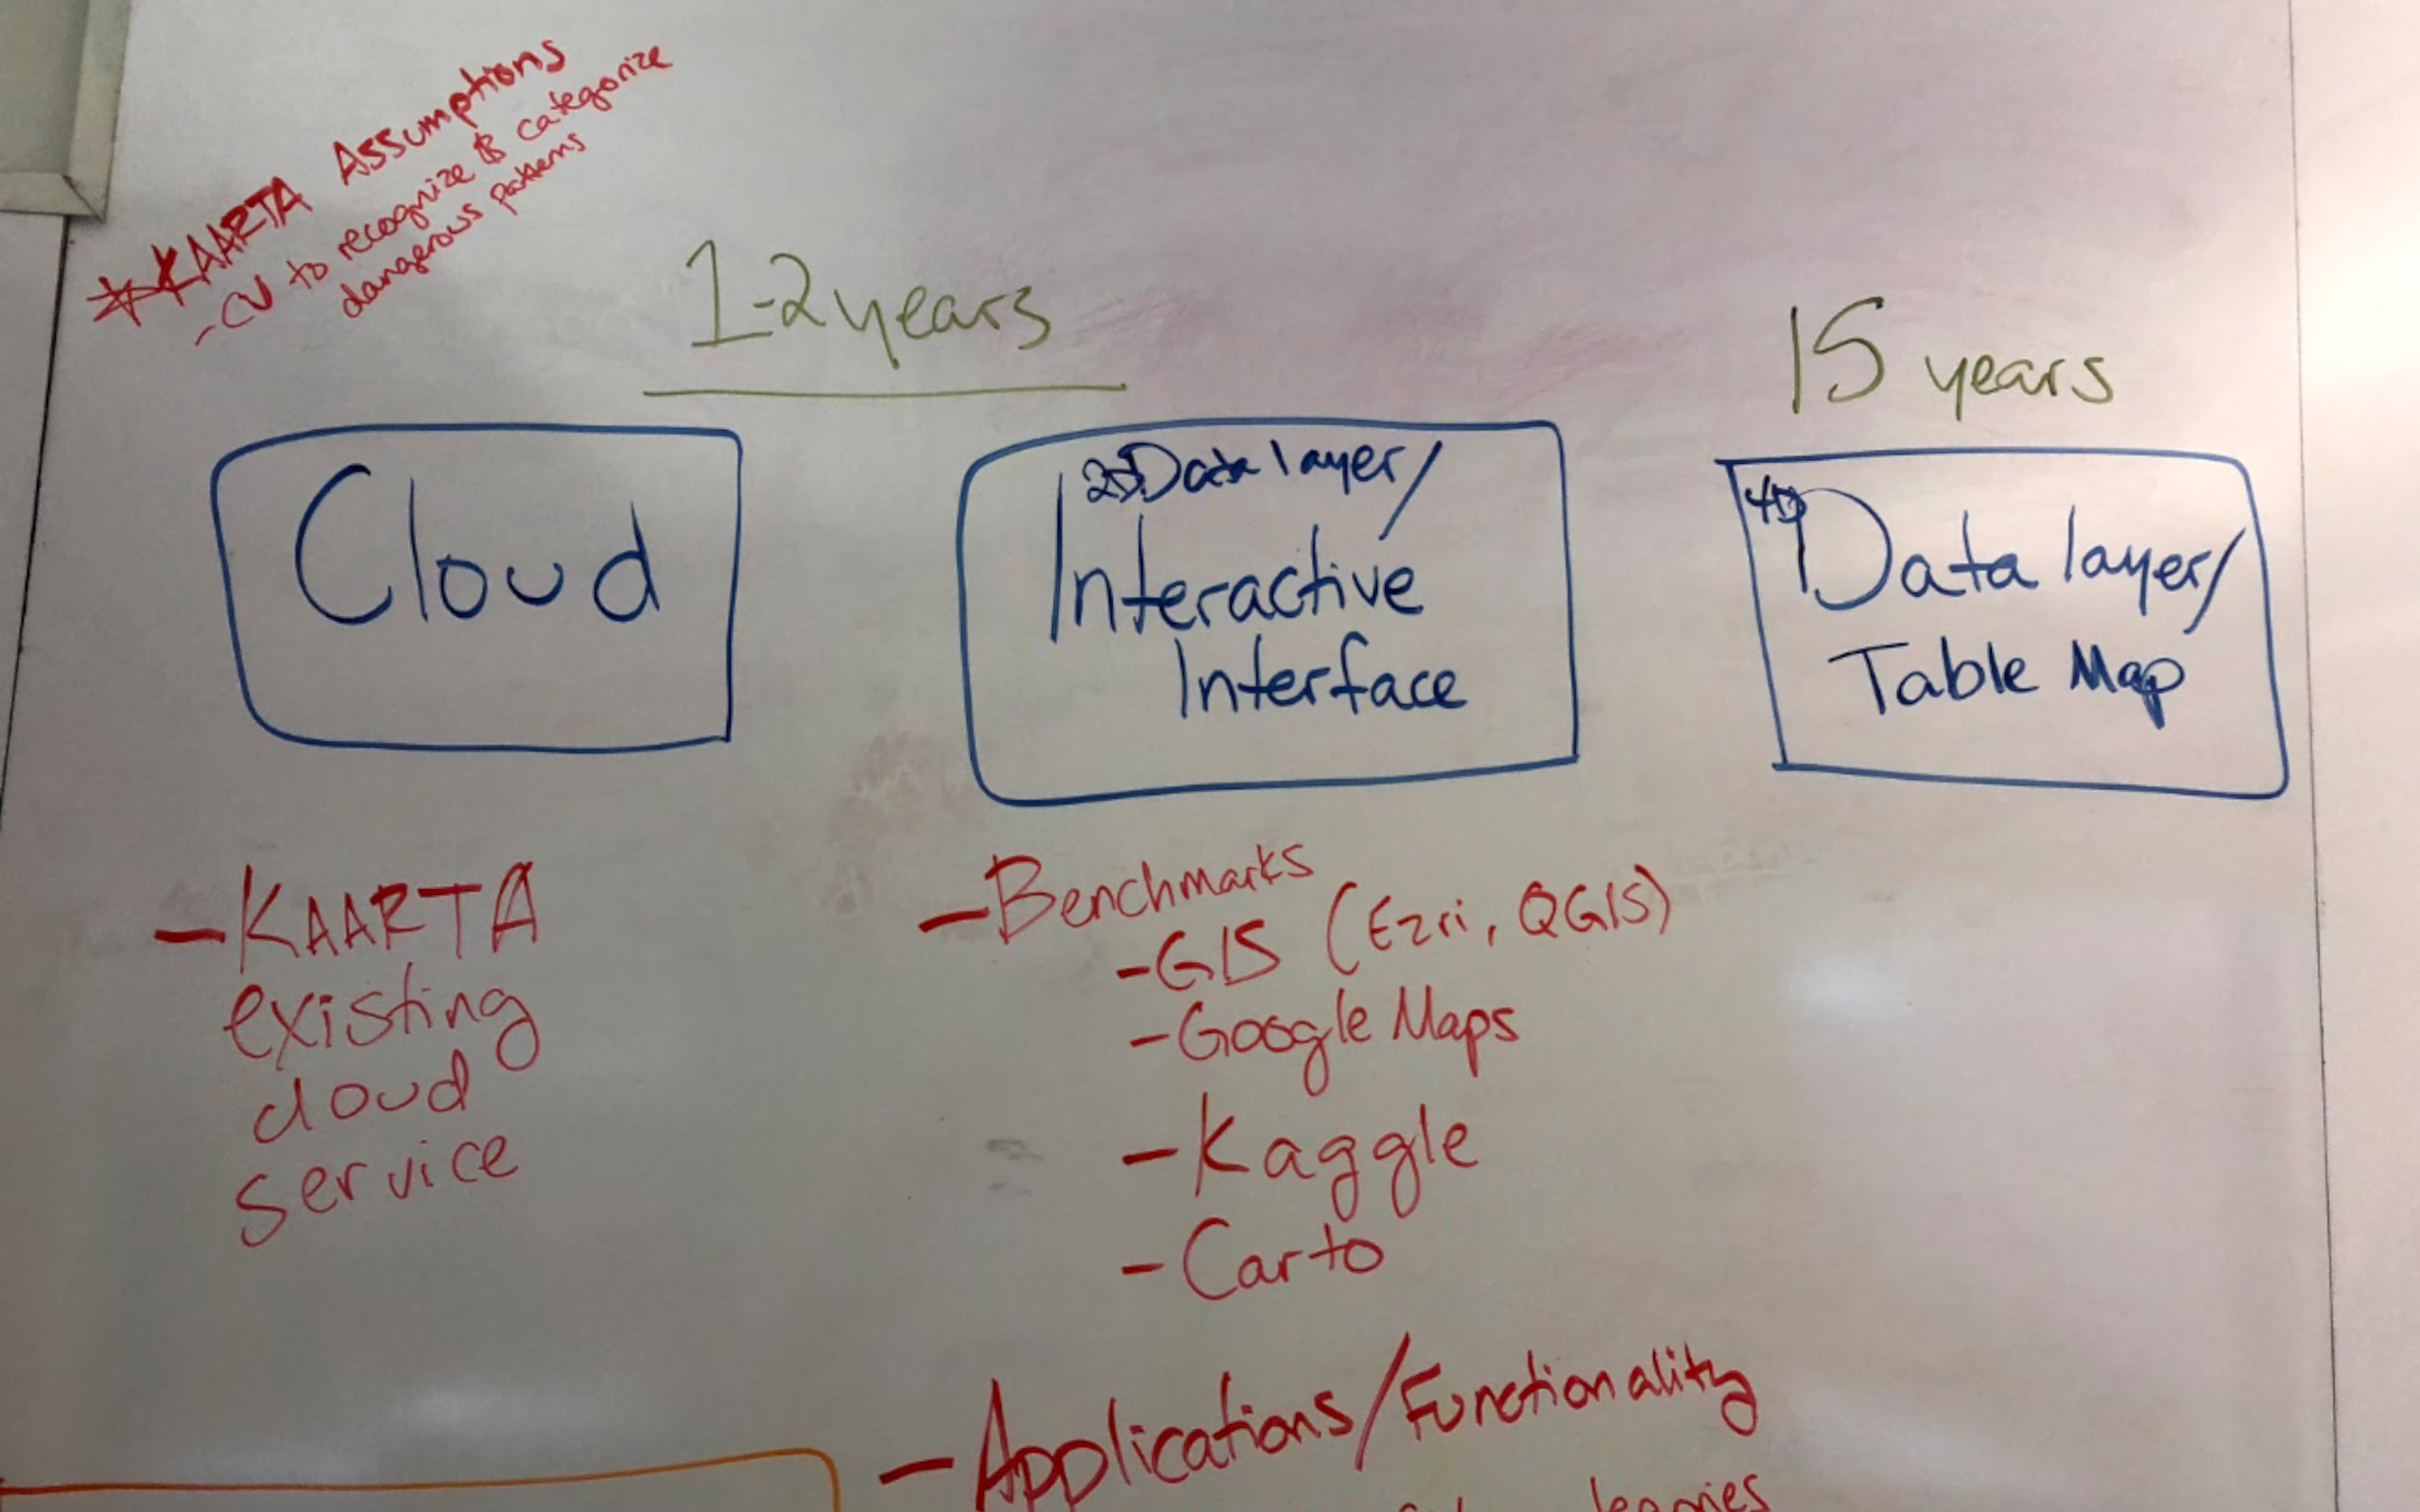 *KAARTA Assumptions
- CV to recognize & categorize
dangerous patterns
1-2 years
15 years
Cloud
2D Data layer/
Interactive
Interface
4D Data layer/
Table Map
- KAARTA
existing
cloud
service
- Benchmarks
- GIS (Ezri, QGIS)
- Google Maps
- Kaggle
- Carto
- Applications/Functionality